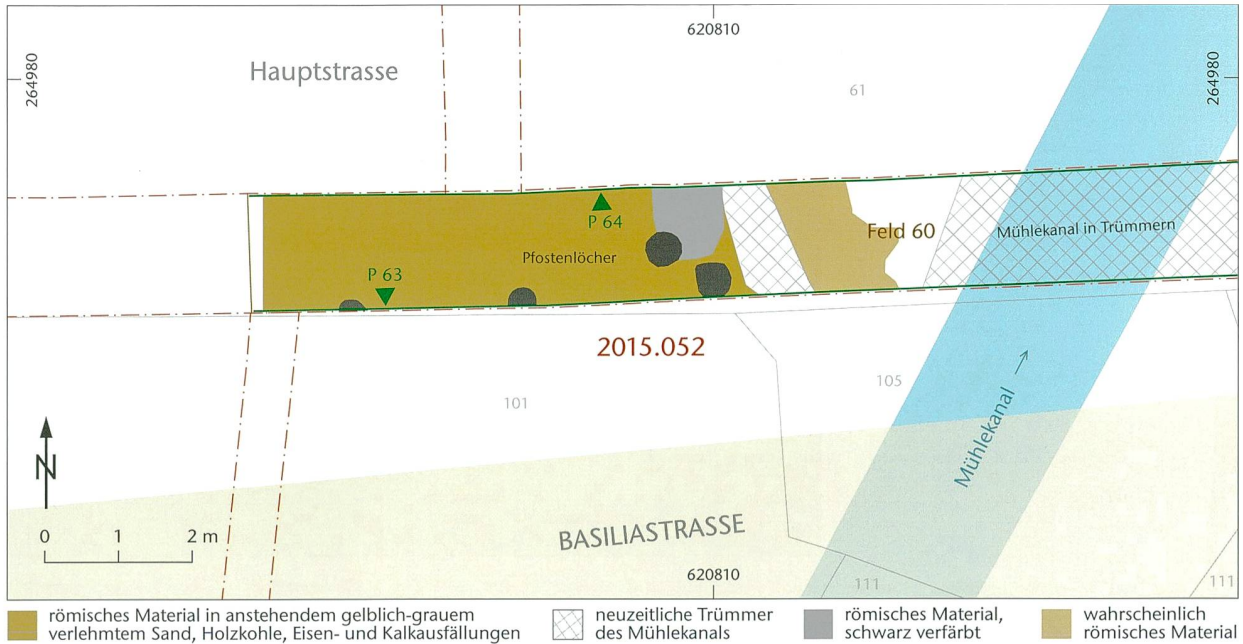 620810
264980
264980
Hauptstrasse
61
P 64
Feld 60
Mühlekanal in Trümmern
Pfostenlöcher
P 63
2015.052
105
101
Mühlekanal
N
0 1 2 m
BASILIASTRASSE
620810
111
111
römisches Material in anstehendem gelblich-grauem
verlehmtem Sand, Holzkohle, Eisen- und Kalkausfällungen
neuzeitliche Trümmer
des Mühlekanals
römisches Material,
schwarz verfärbt
wahrscheinlich
römisches Material